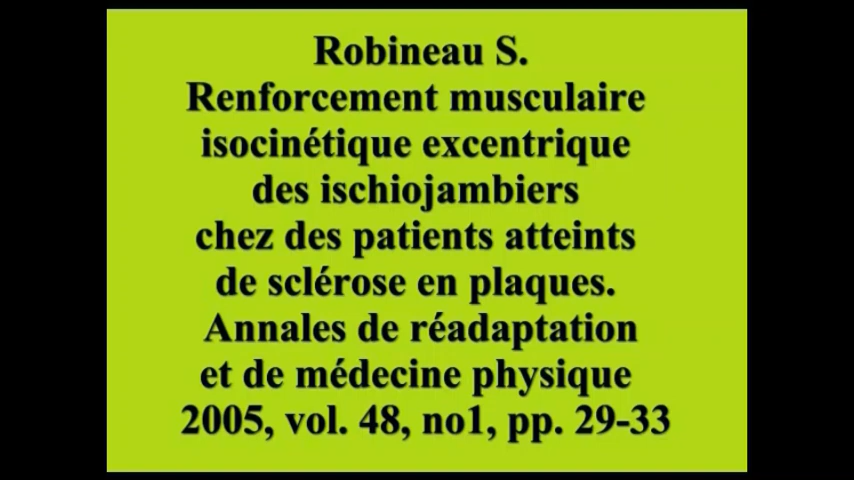 Robineau S.
Renforcement musculaire
isocinétique excentrique
des ischiojambiers
chez des patients atteints
de sclérose en plaques.
Annales de réadaptation
et de médecine physique
2005, vol. 48, no1, pp. 29-33